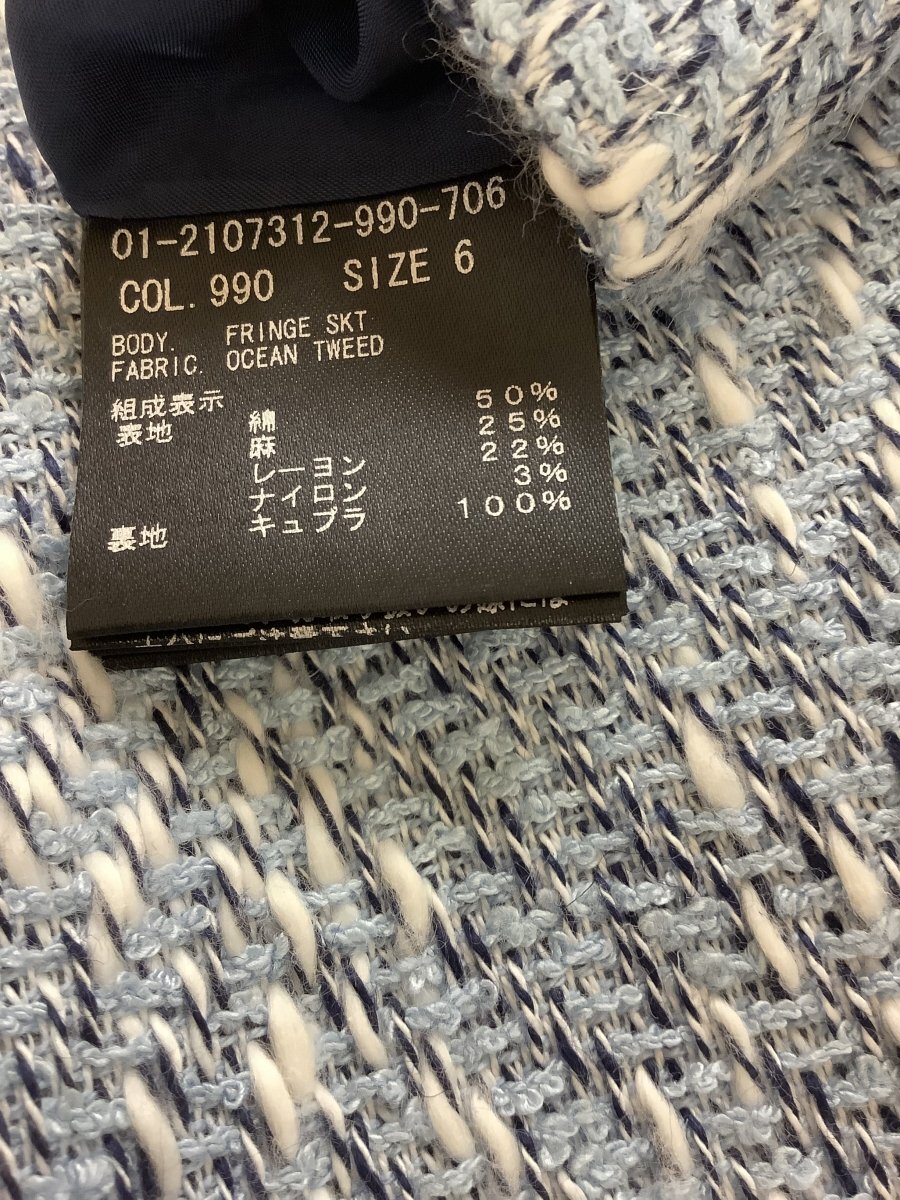 01-2107312-990-706
COL. 990 SIZE 6
BODY. FRINGE SKT
FABRIC. OCEAN TWEED
組成表示
表地 綿 50%
麻 25%
レーヨン 22%
ナイロン 3%
裏地 キュプラ 100%